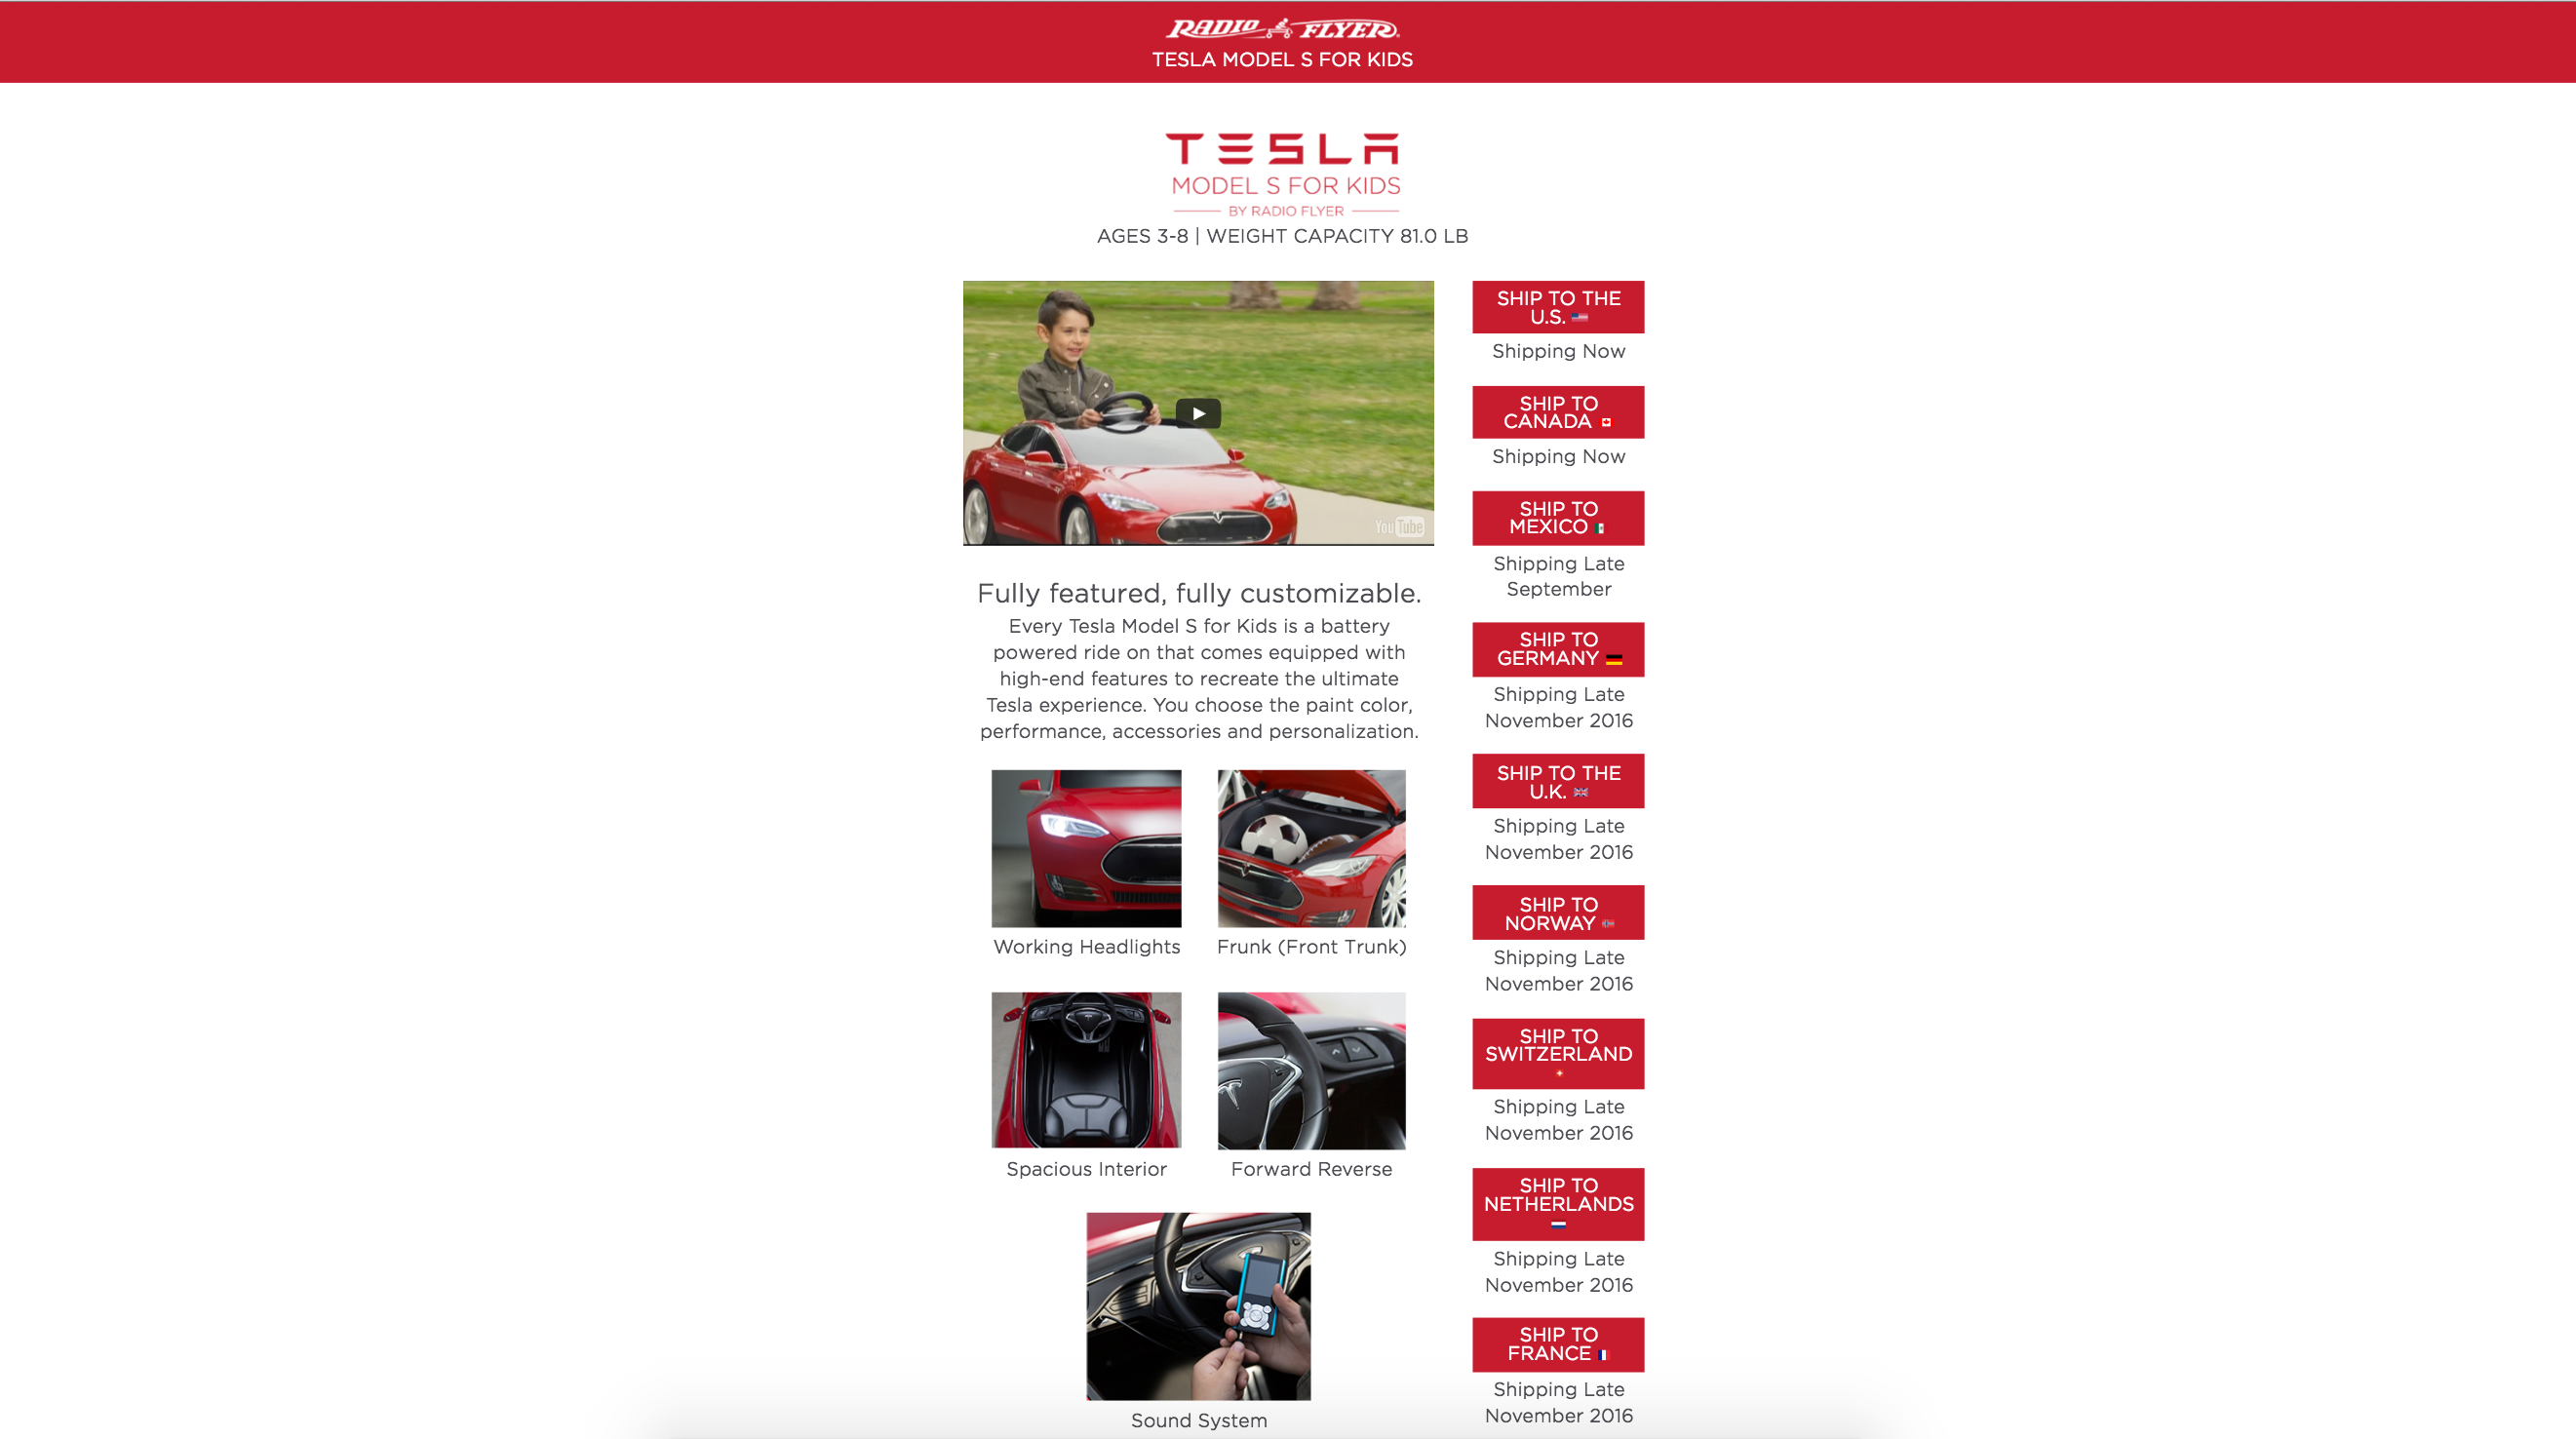 RADIO FLYER
TESLA MODEL S FOR KIDS
TESLA
MODEL S FOR KIDS
BY RADIO FLYER
AGES 3-8 | WEIGHT CAPACITY 81.0 LB
YouTube
Fully featured, fully customizable.
Every Tesla Model S for Kids is a battery
powered ride on that comes equipped with
high-end features to recreate the ultimate
Tesla experience. You choose the paint color,
performance, accessories and personalization.
Working Headlights
Frunk (Front Trunk)
Spacious Interior
Forward Reverse
Sound System
SHIP TO THE
U.S.
Shipping Now
SHIP TO
CANADA
Shipping Now
SHIP TO
MEXICO
Shipping Late
September
SHIP TO
GERMANY
Shipping Late
November 2016
SHIP TO THE
U.K.
Shipping Late
November 2016
SHIP TO
NORWAY
Shipping Late
November 2016
SHIP TO
SWITZERLAND
Shipping Late
November 2016
SHIP TO
NETHERLANDS
Shipping Late
November 2016
SHIP TO
FRANCE
Shipping Late
November 2016